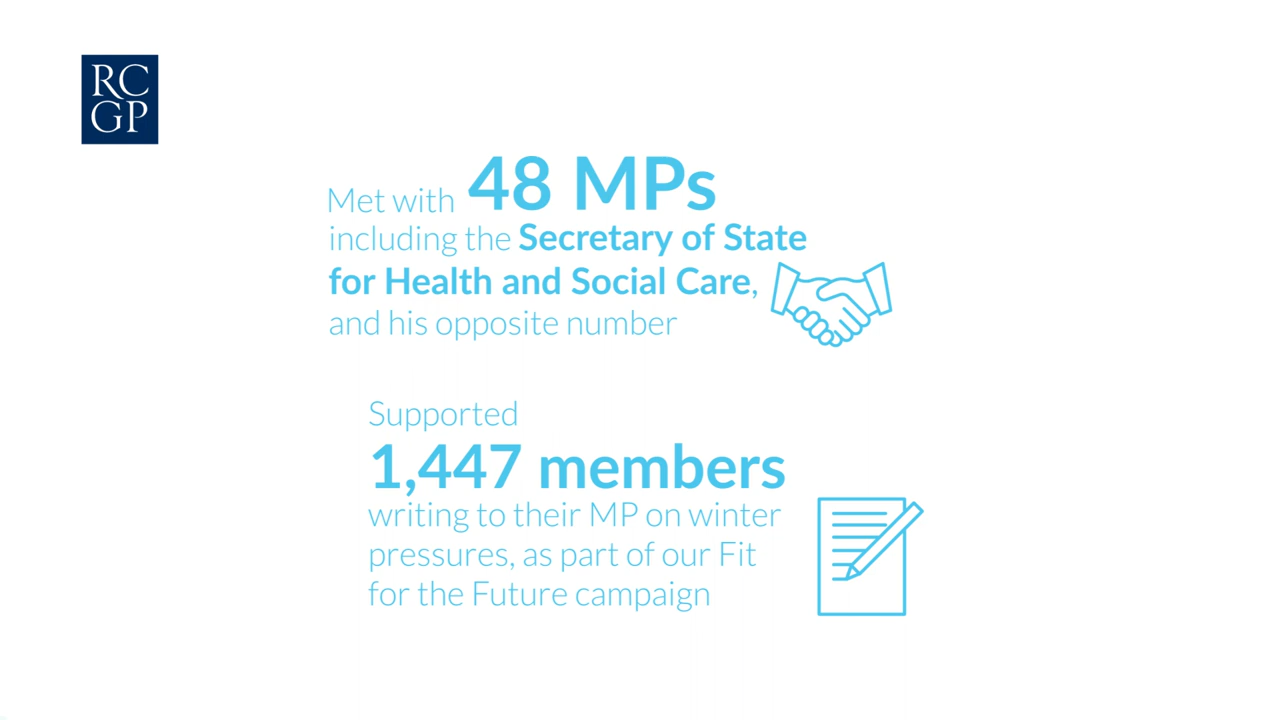 RC
GP
Met with 48 MPs
including the Secretary of State
for Health and Social Care,
and his opposite number
Supported
1,447 members
writing to their MP on winter
pressures, as part of our Fit
for the Future campaign